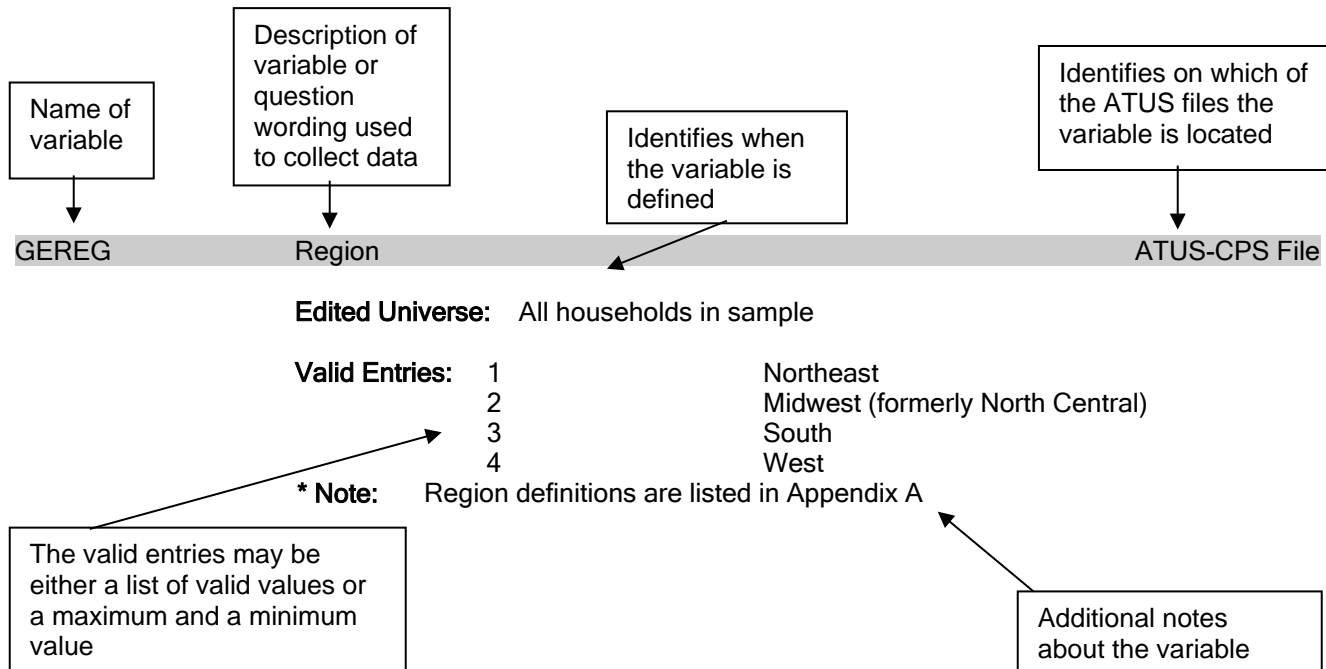 Name of
variable
Description of
variable or
question
wording used
to collect data
Identifies when
the variable is
defined
Identifies on which of
the ATUS files the
variable is located
GEREG Region ATUS-CPS File
Edited Universe: All households in sample
Valid Entries: 1 Northeast
2 Midwest (formerly North Central)
3 South
4 West
* Note: Region definitions are listed in Appendix A
The valid entries may be
either a list of valid values or
a maximum and a minimum
value
Additional notes
about the variable